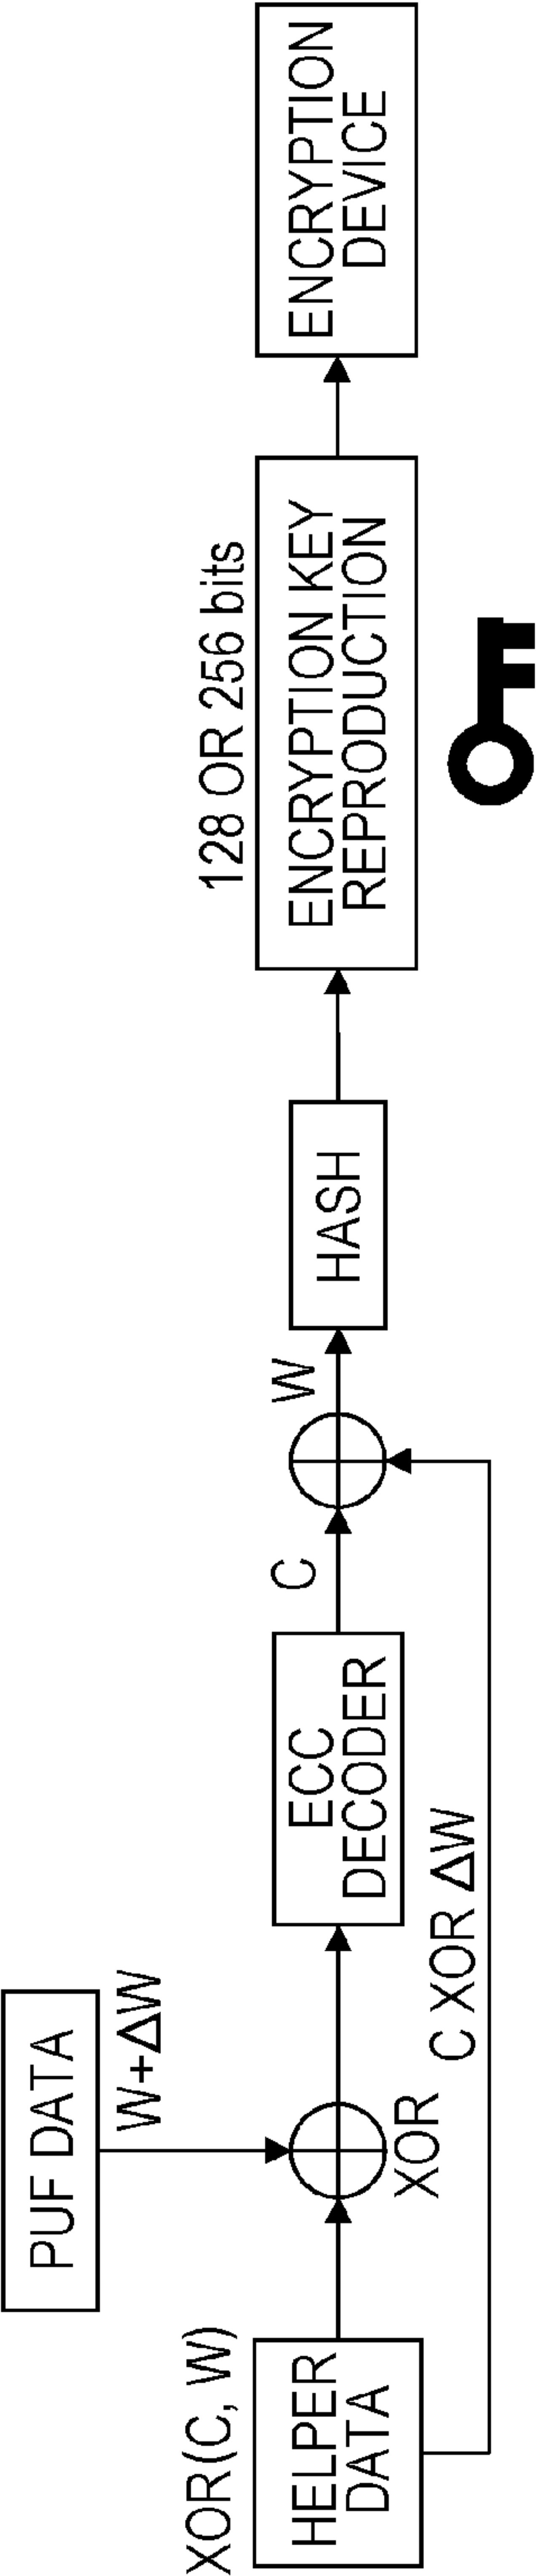 PUF DATA
W+ΔW
XOR(C, W)
HELPER
DATA
XOR
C XOR ΔW
ECC
DECODER
C
W
HASH
128 OR 256 bits
ENCRYPTION KEY
REPRODUCTION
ENCRYPTION
DEVICE